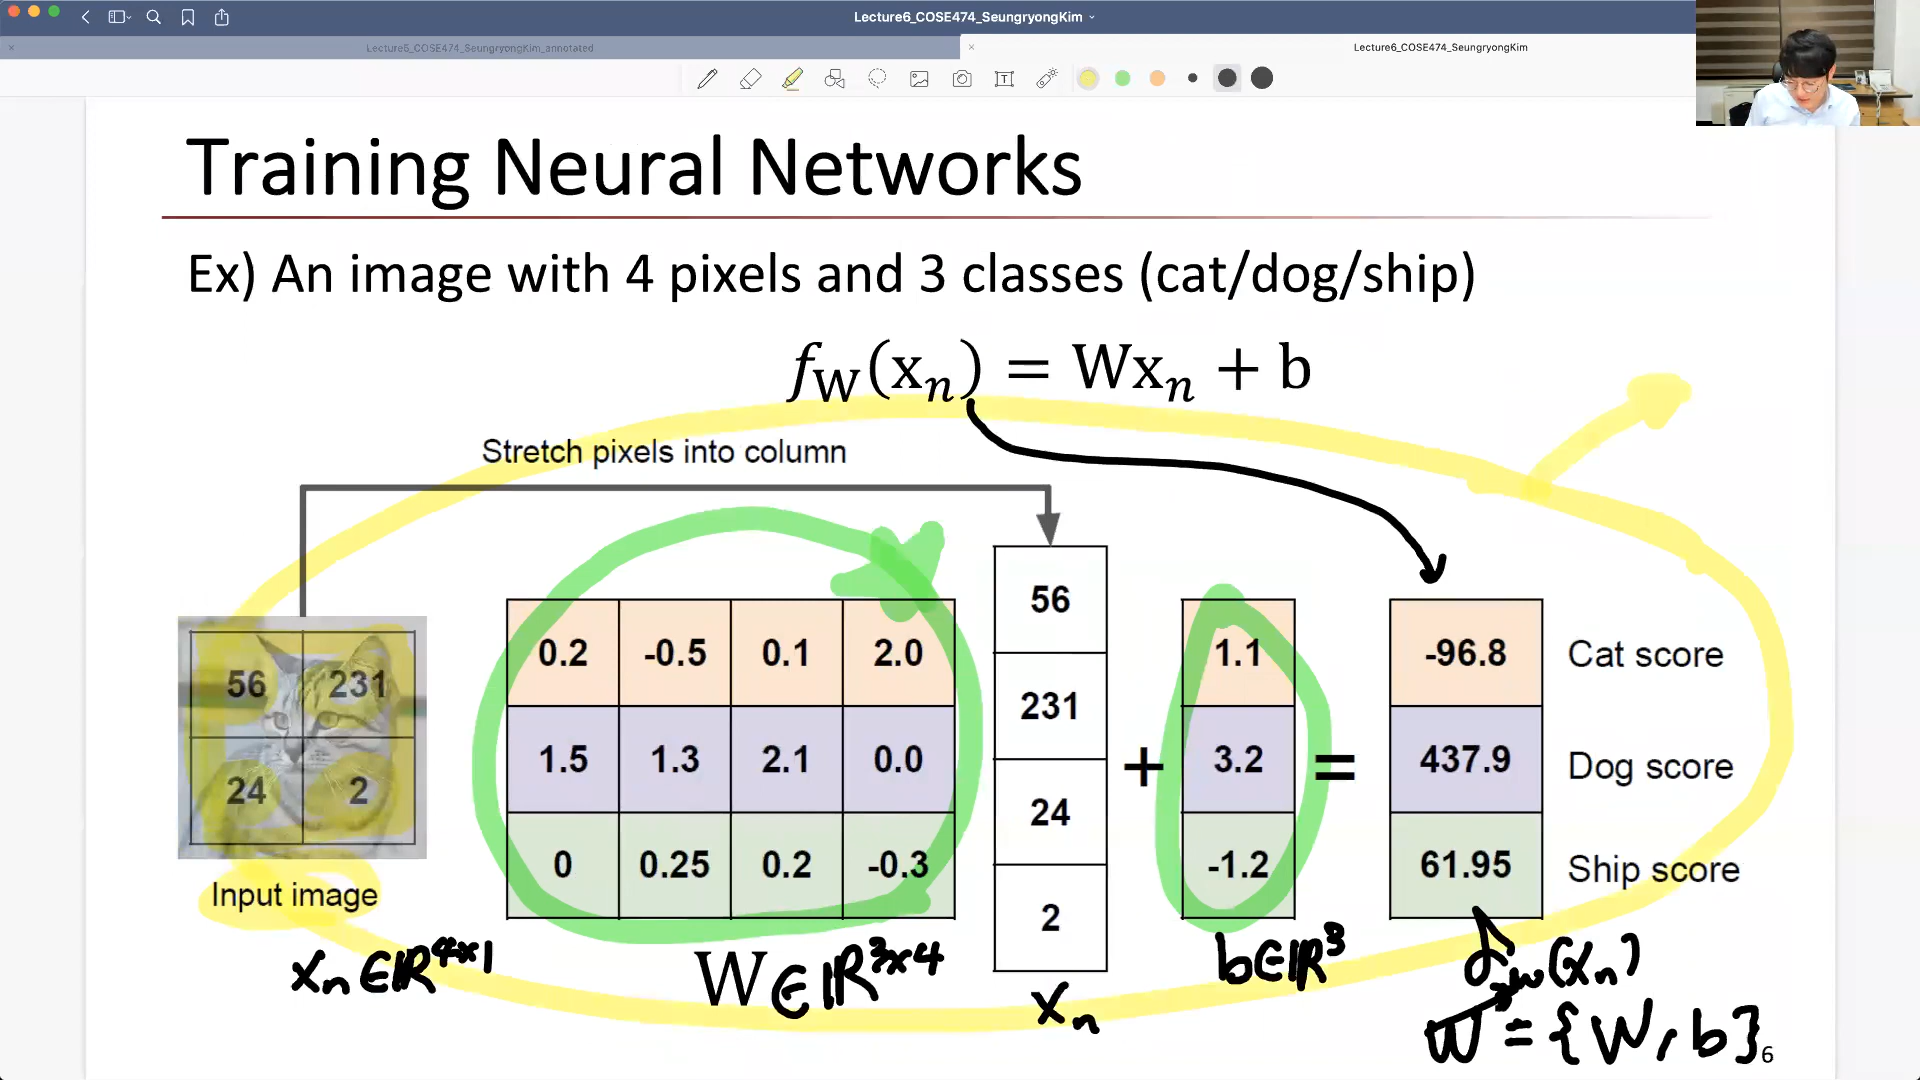 Lecture6_COSE474_SeungryongKim
Lecture5_COSE474_SeungryongKim_annotated
Lecture6_COSE474_SeungryongKim
Training Neural Networks
Ex) An image with 4 pixels and 3 classes (cat/dog/ship)
f_W(x_n) = Wx_n + b
Stretch pixels into column
56 231
24 2
Input image
0.2 -0.5 0.1 2.0
1.5 1.3 2.1 0.0
0 0.25 0.2 -0.3
56
231
24
2
+
1.1
3.2
-1.2
=
-96.8 Cat score
437.9 Dog score
61.95 Ship score
x_n ∈ ℝ^4×1
W ∈ ℝ^3×4
x_n
b ∈ ℝ^3
f_w(x_n)
w = {W, b}
6